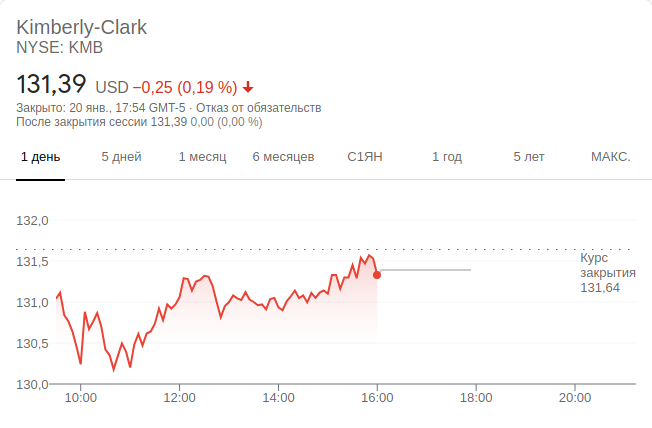 Kimberly-Clark
NYSE: KMB
131,39 USD −0,25 (0,19 %)
Закрыто: 20 янв., 17:54 GMT-5 · Отказ от обязательств
После закрытия сессии 131,39 0,00 (0,00 %)
1 день 5 дней 1 месяц 6 месяцев С1ЯН 1 год 5 лет МАКС.
132,0
131,5
131,0
130,5
130,0
Курс
закрытия
131,64
10:00 12:00 14:00 16:00 18:00 20:00